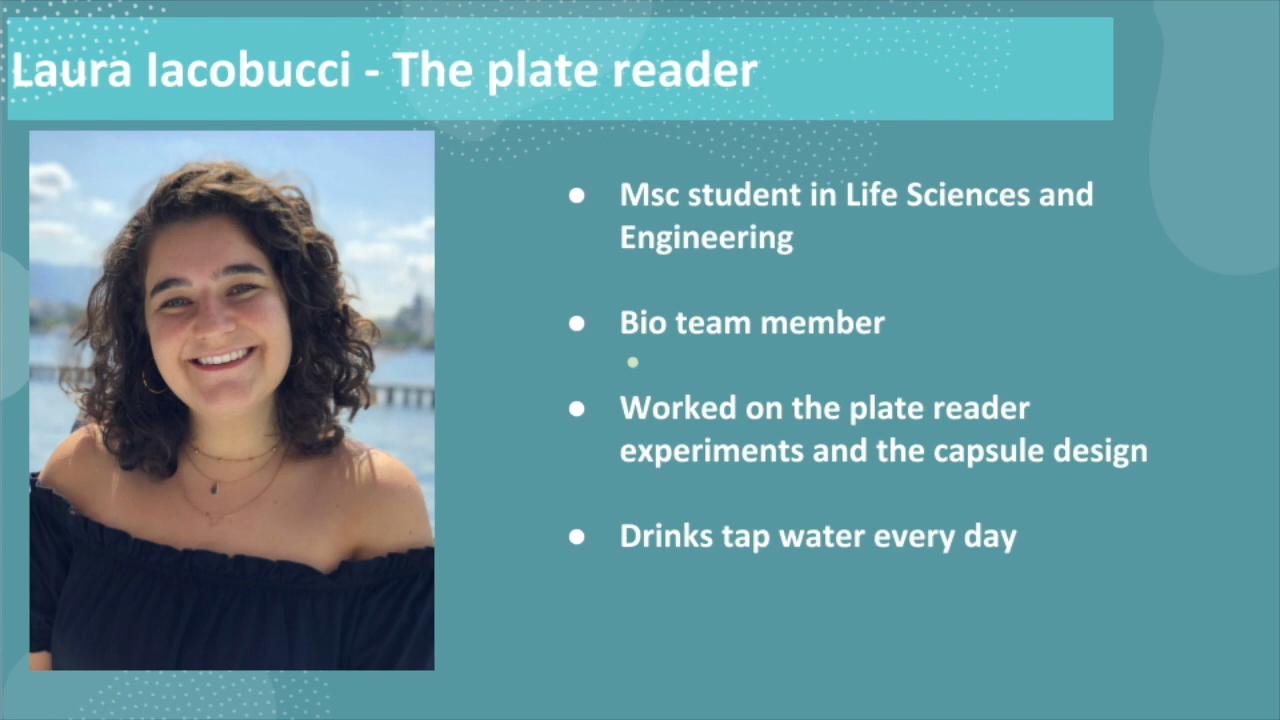 Laura Iacobucci - The plate reader
● Msc student in Life Sciences and
Engineering
● Bio team member
●
● Worked on the plate reader
experiments and the capsule design
● Drinks tap water every day